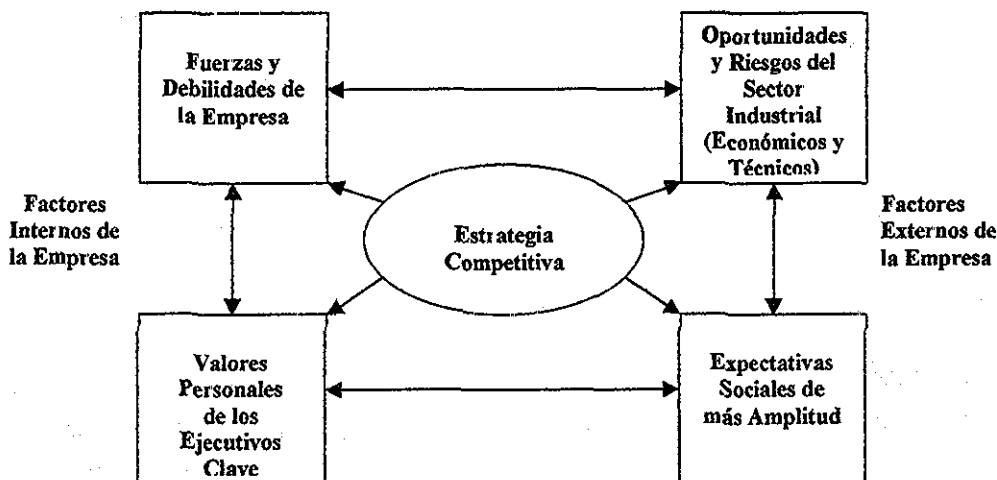 Fuerzas y
Debilidades de
la Empresa
Oportunidades
y Riesgos del
Sector
Industrial
(Económicos y
Técnicos)
Factores
Internos de
la Empresa
Estrategia
Competitiva
Factores
Externos de
la Empresa
Valores
Personales
de los
Ejecutivos
Clave
Expectativas
Sociales de
más Amplitud